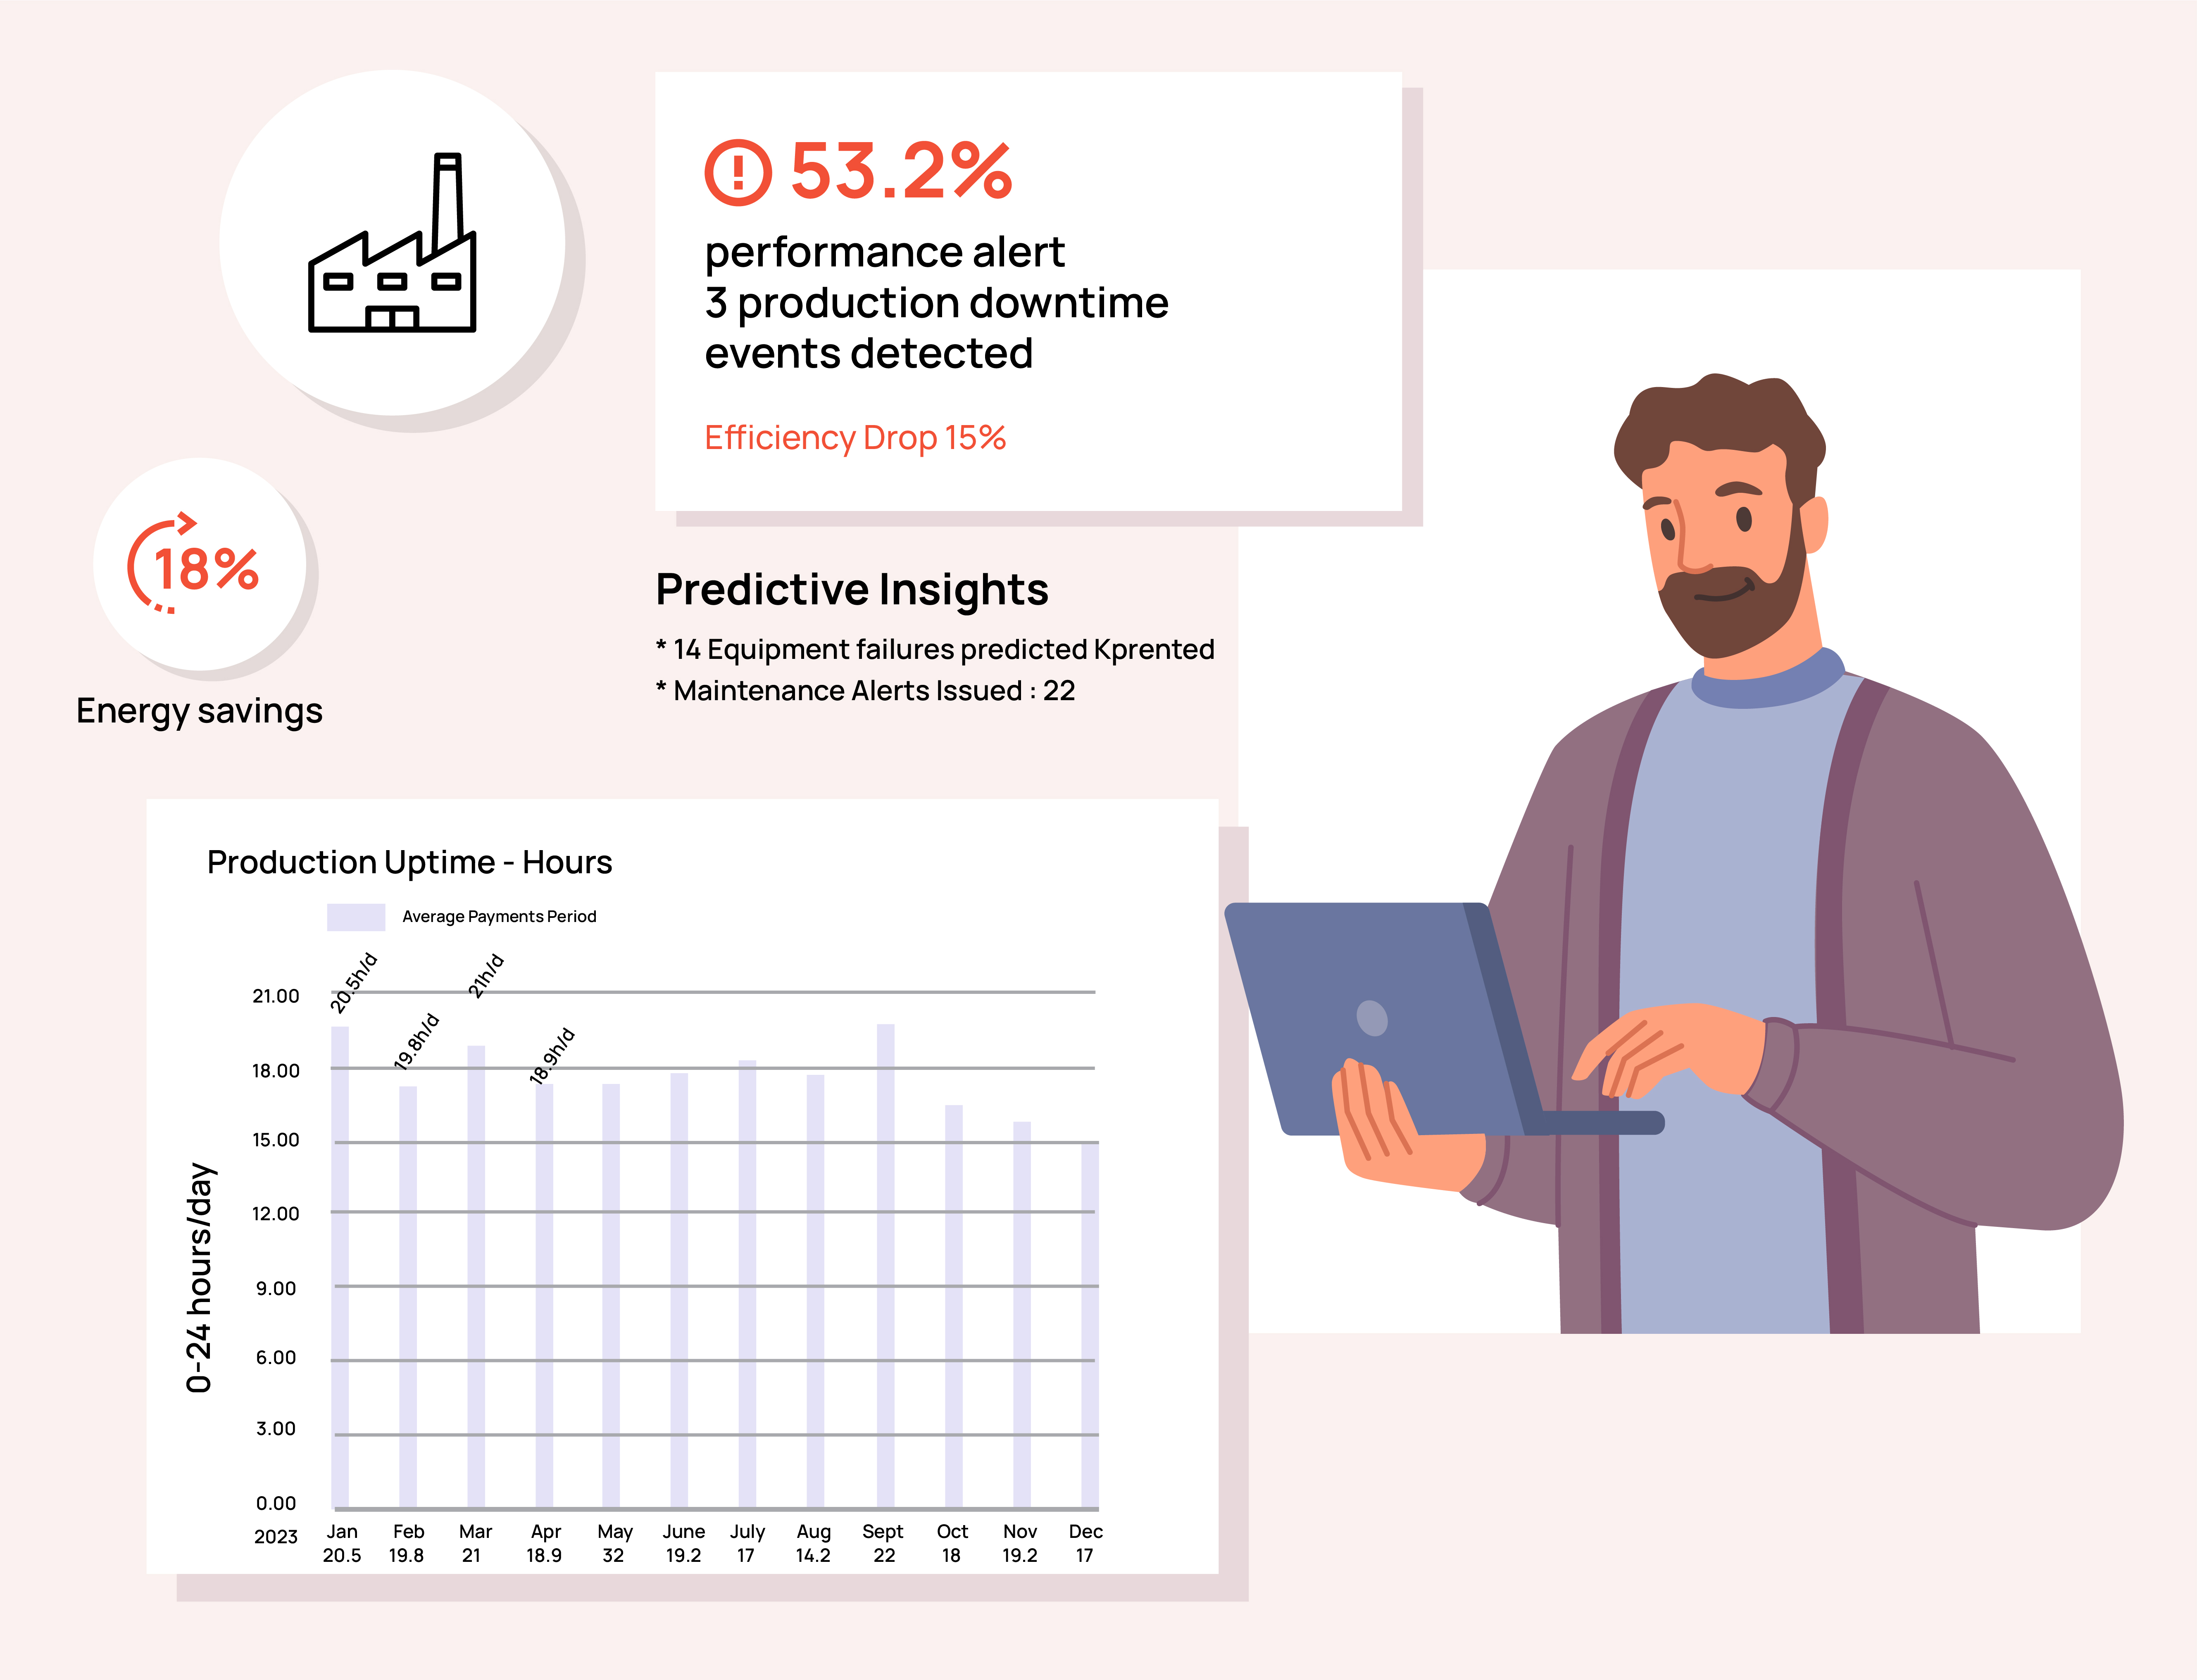 53.2%
performance alert
3 production downtime
events detected
Efficiency Drop 15%
18%
Energy savings
Predictive Insights
* 14 Equipment failures predicted Kprented
* Maintenance Alerts Issued : 22
Production Uptime - Hours
Average Payments Period
20.5h/d
19.8h/d
21h/d
18.9h/d
0-24 hours/day
21.00
18.00
15.00
12.00
9.00
6.00
3.00
0.00
2023 Jan Feb Mar Apr May June July Aug Sept Oct Nov Dec
20.5 19.8 21 18.9 32 19.2 17 14.2 22 18 19.2 17